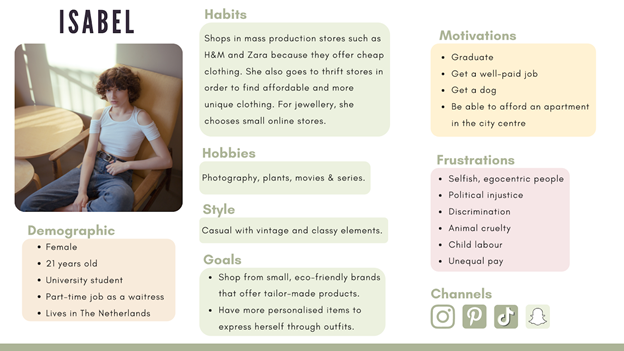 ISABEL
Demographic
Female
21 years old
University student
Part-time job as a waitress
Lives in The Netherlands
Habits
Shops in mass production stores such as
H&M and Zara because they offer cheap
clothing. She also goes to thrift stores in
order to find affordable and more
unique clothing. For jewellery, she
chooses small online stores.
Hobbies
Photography, plants, movies & series.
Style
Casual with vintage and classy elements.
Goals
Shop from small, eco-friendly brands
that offer tailor-made products.
Have more personalised items to
express herself through outfits.
Motivations
Graduate
Get a well-paid job
Get a dog
Be able to afford an apartment
in the city centre
Frustrations
Selfish, egocentric people
Political injustice
Discrimination
Animal cruelty
Child labour
Unequal pay
Channels